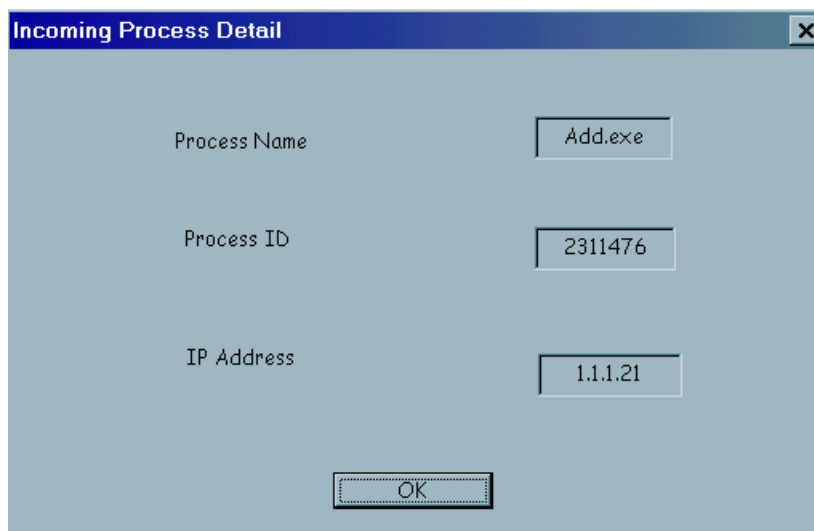 Incoming Process Detail
Process Name
Add.exe
Process ID
2311476
IP Address
1.1.1.21
OK